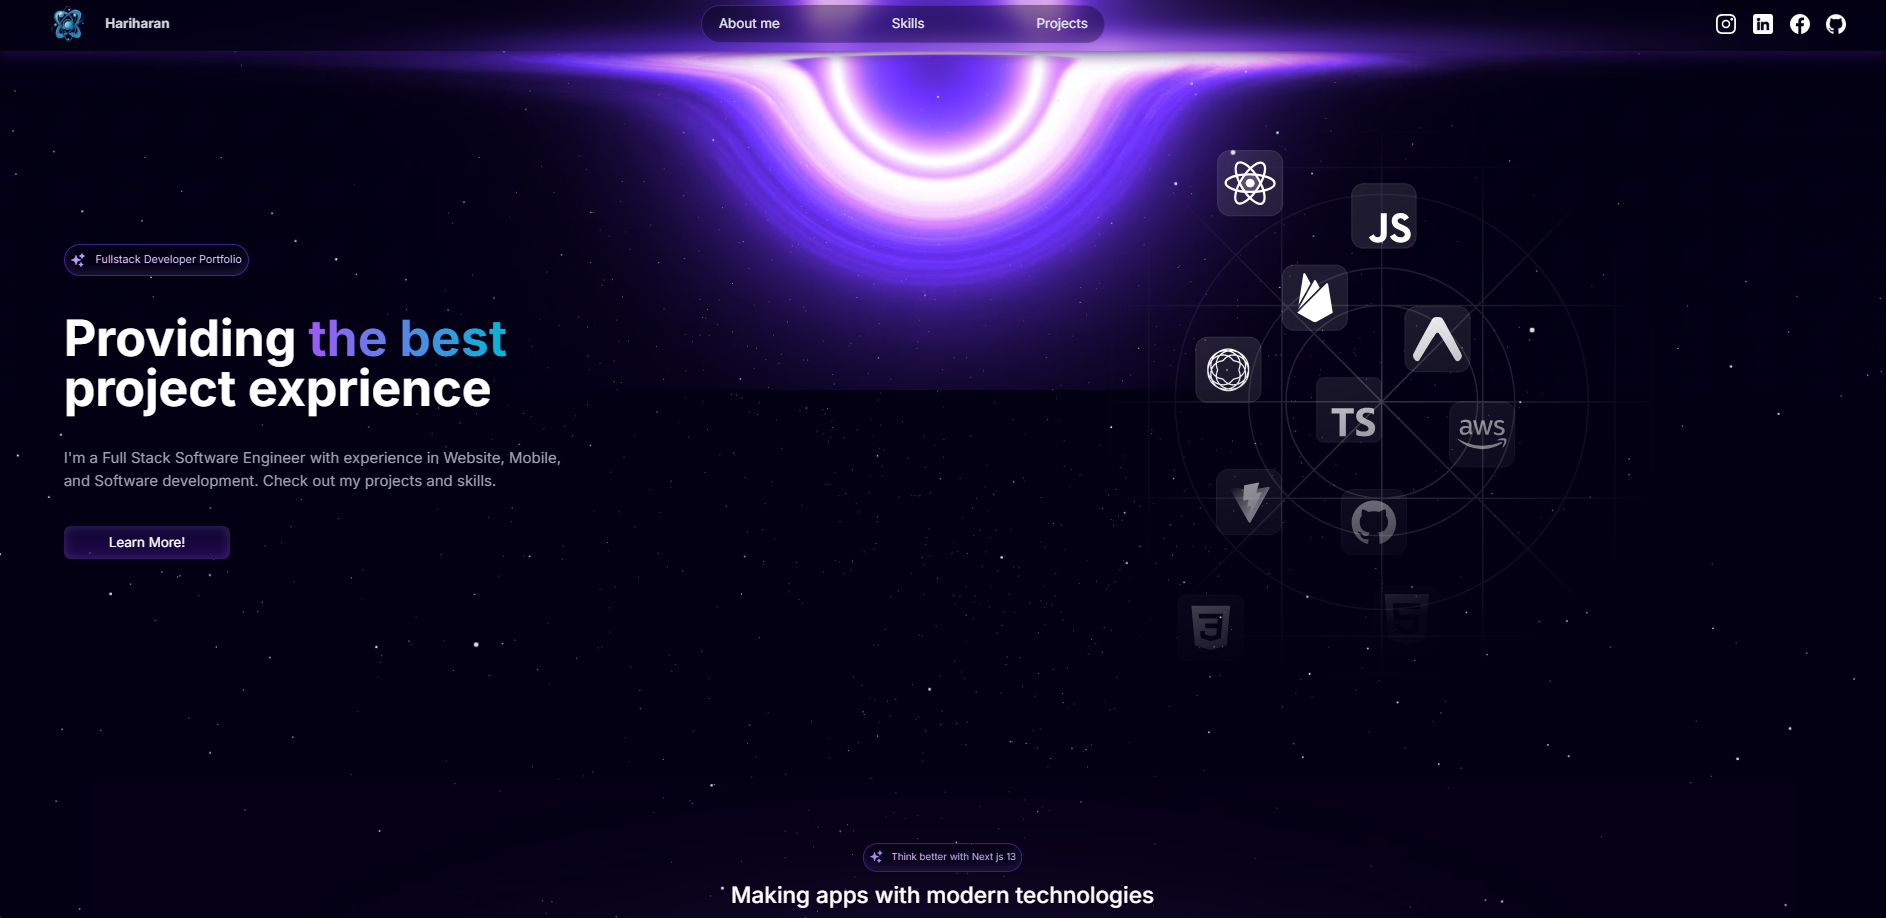 Hariharan
About me
Skills
Projects
Fullstack Developer Portfolio
Providing the best
project exprience
I'm a Full Stack Software Engineer with experience in Website, Mobile,
and Software development. Check out my projects and skills.
Learn More!
JS
TS
aws
3
5
Think better with Next js 13
Making apps with modern technologies